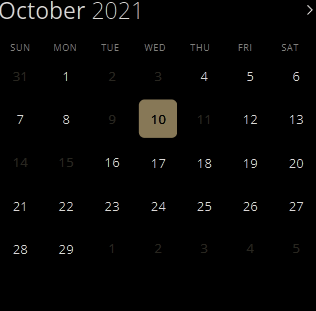 October 2021
SUN MON TUE WED THU FRI SAT
31 1 2 3 4 5 6
7 8 9 10 11 12 13
14 15 16 17 18 19 20
21 22 23 24 25 26 27
28 29 1 2 3 4 5